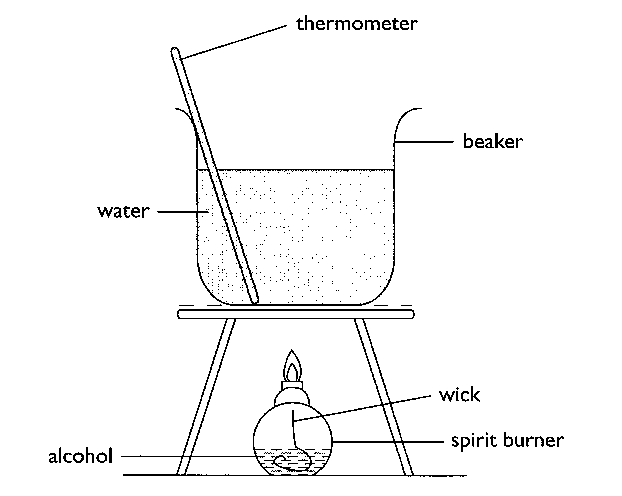 thermometer
beaker
water
wick
spirit burner
alcohol